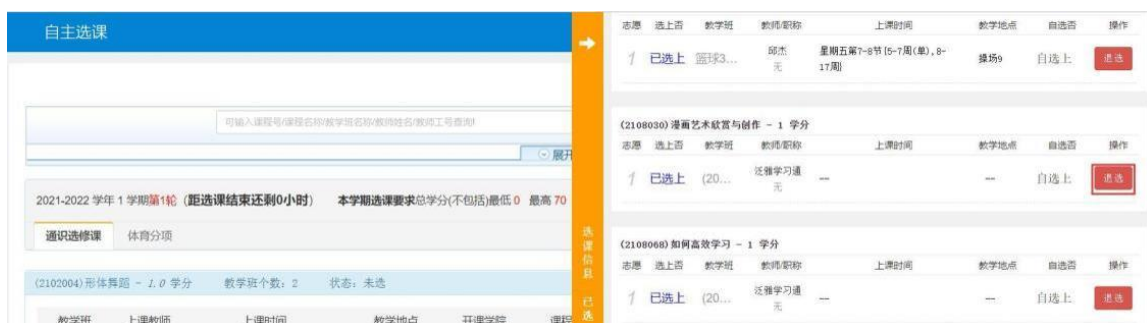 自主选课
可输入课程号/课程名称/教学班名称/教师姓名/教师工号查询!
展开
2021-2022 学年 1 学期第1轮 (距选课结束还剩0小时) 本学期选课要求总学分(不包括)最低 0 最高 70
通识选修课 体育分项
(2102004)形体舞蹈 - 1.0 学分 教学班个数: 2 状态: 未选
教学班 上课教师 上课时间 教学地点 开课学院 课程
选课信息 已选
志愿 选上否 教学班 教师/职称 上课时间 教学地点 自选否 操作
1 已选上 篮球3... 邱杰 星期五第7-8节{5-7周(单),8-17周} 操场9 自选上 退选
无
(2108030)漫画艺术欣赏与创作 - 1 学分
志愿 选上否 教学班 教师/职称 上课时间 教学地点 自选否 操作
1 已选上 (20... 泛雅学习通 -- -- 自选上 退选
无
(2108068)如何高效学习 - 1 学分
志愿 选上否 教学班 教师/职称 上课时间 教学地点 自选否 操作
1 已选上 (20... 泛雅学习通 -- -- 自选上 退选
无